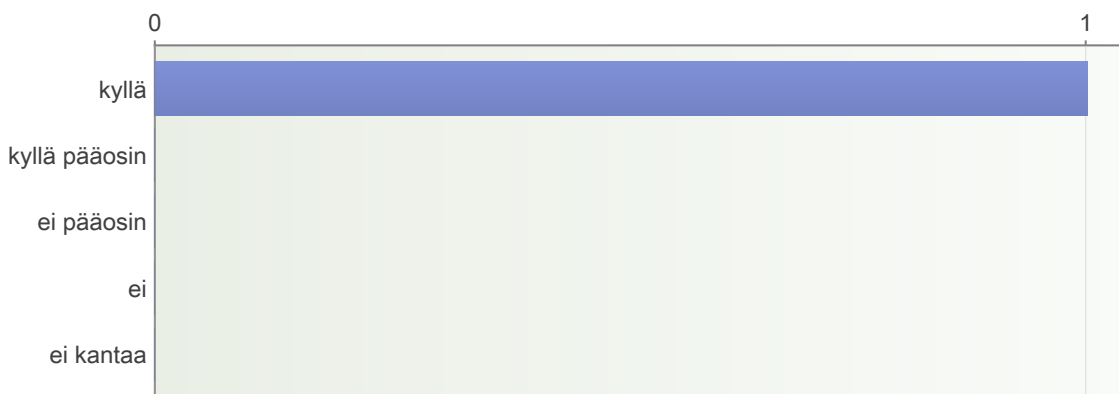 0 1
kyllä
kyllä pääosin
ei pääosin
ei
ei kantaa